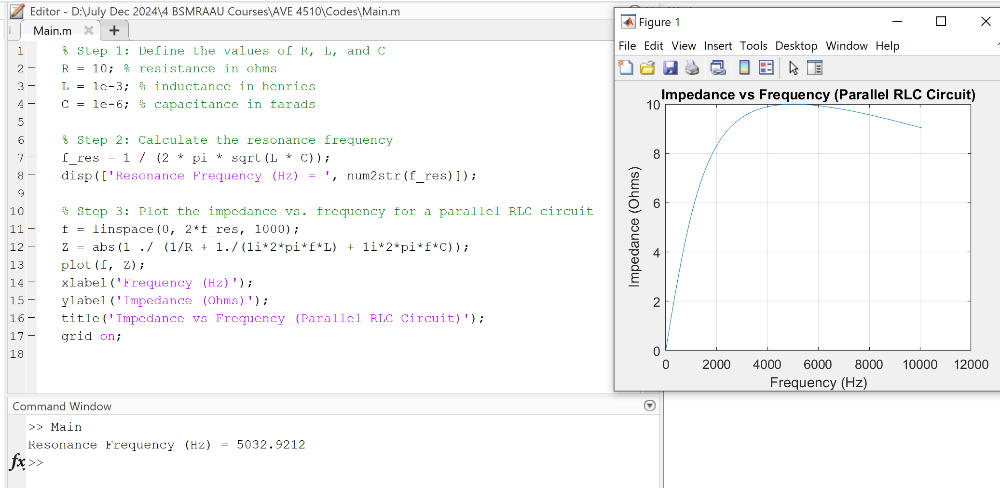 Editor - D:\July Dec 2024\4 BSMRAAU Courses\AVE 4510\Codes\Main.m
Main.m
1 % Step 1: Define the values of R, L, and C
2 R = 10; % resistance in ohms
3 L = 1e-3; % inductance in henries
4 C = 1e-6; % capacitance in farads
5
6 % Step 2: Calculate the resonance frequency
7 f_res = 1 / (2 * pi * sqrt(L * C));
8 disp(['Resonance Frequency (Hz) = ', num2str(f_res)]);
9
10 % Step 3: Plot the impedance vs. frequency for a parallel RLC circuit
11 f = linspace(0, 2*f_res, 1000);
12 Z = abs(1 ./ (1/R + 1./(1i*2*pi*f*L) + 1i*2*pi*f*C));
13 plot(f, Z);
14 xlabel('Frequency (Hz)');
15 ylabel('Impedance (Ohms)');
16 title('Impedance vs Frequency (Parallel RLC Circuit)');
17 grid on;
18
Command Window
>> Main
Resonance Frequency (Hz) = 5032.9212
fx >>
Figure 1
File Edit View Insert Tools Desktop Window Help
Impedance vs Frequency (Parallel RLC Circuit)
10
8
6
4
2
0
Impedance (Ohms)
0 2000 4000 6000 8000 10000 12000
Frequency (Hz)